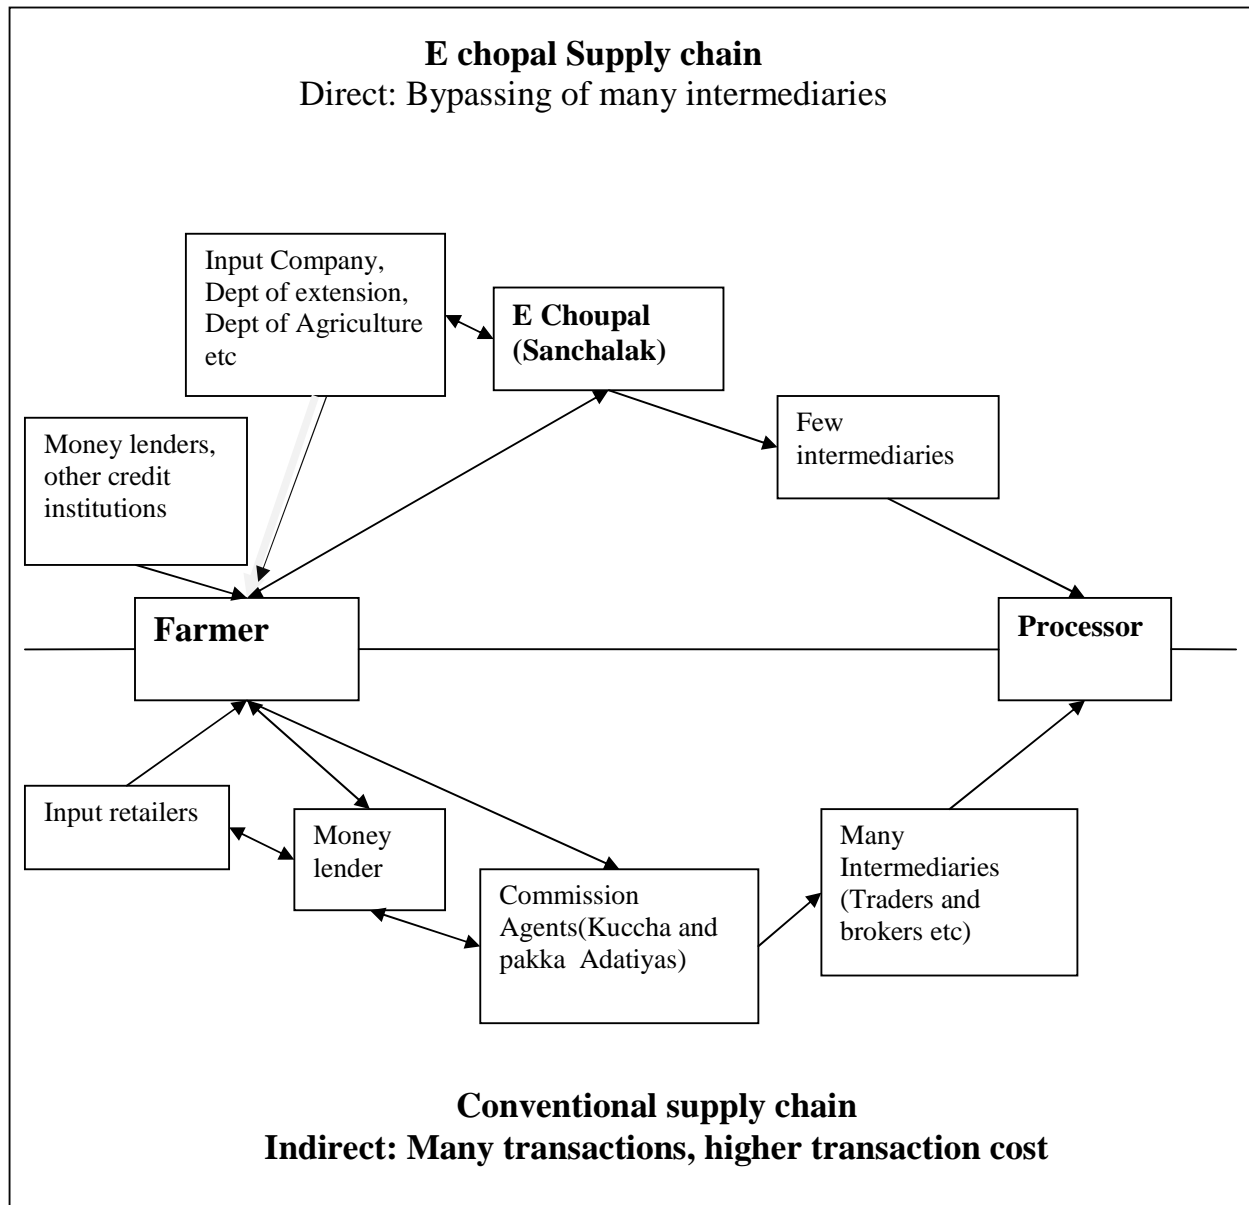 E chopal Supply chain
Direct: Bypassing of many intermediaries
Input Company,
Dept of extension,
Dept of Agriculture
etc
E Choupal
(Sanchalak)
Few
intermediaries
Money lenders,
other credit
institutions
Farmer
Processor
Input retailers
Money
lender
Commission
Agents(Kuccha and
pakka  Adatiyas)
Many
Intermediaries
(Traders and
brokers etc)
Conventional supply chain
Indirect: Many transactions, higher transaction cost